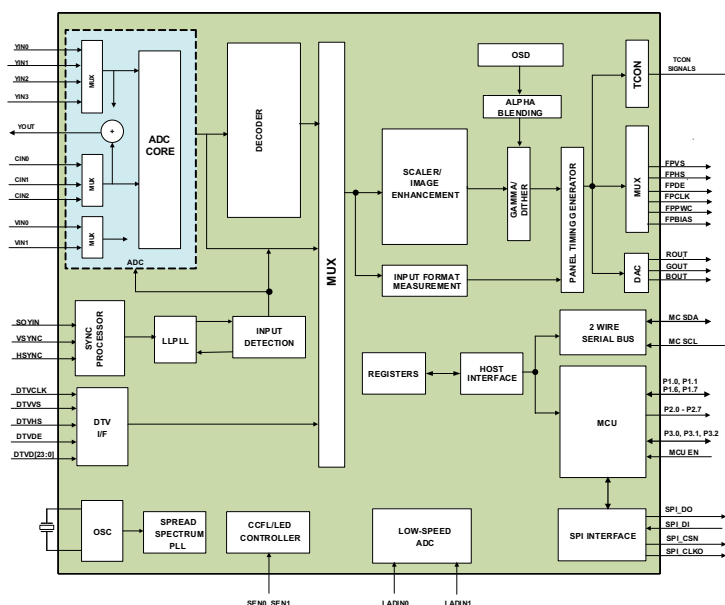 YIN0
YIN1
YIN2
YIN3
YOUT
CIN0
CIN1
CIN2
VIN0
VIN1
MUX
+
MUX
MUX
ADC
CORE
ADC
DECODER
MUX
OSD
ALPHA
BLENDING
SCALER/
IMAGE
ENHANCEMENT
GAMMA/
DITHER
PANEL TIMING GENERATOR
INPUT FORMAT
MEASUREMENT
TCON
TCON
SIGNALS
MUX
FPVS
FPHS
FPDE
FPCLK
FPPWC
FPBIAS
DAC
ROUT
GOUT
BOUT
SOYIN
VSYNC
HSYNC
SYNC
PROCESSOR
LLPLL
INPUT
DETECTION
DTVCLK
DTVVS
DTVHS
DTVDE
DTVD[23:0]
DTV
I/F
REGISTERS
HOST
INTERFACE
2 WIRE
SERIAL BUS
MC SDA
MC SCL
MCU
P1.0, P1.1
P1.6, P1.7
P2.0 - P2.7
P3.0, P3.1, P3.2
MCU EN
OSC
SPREAD
SPECTRUM
PLL
CCFL/LED
CONTROLLER
LOW-SPEED
ADC
SPI INTERFACE
SPI_DO
SPI_DI
SPI_CSN
SPI_CLKO
SEN0, SEN1
LADIN0
LADIN1